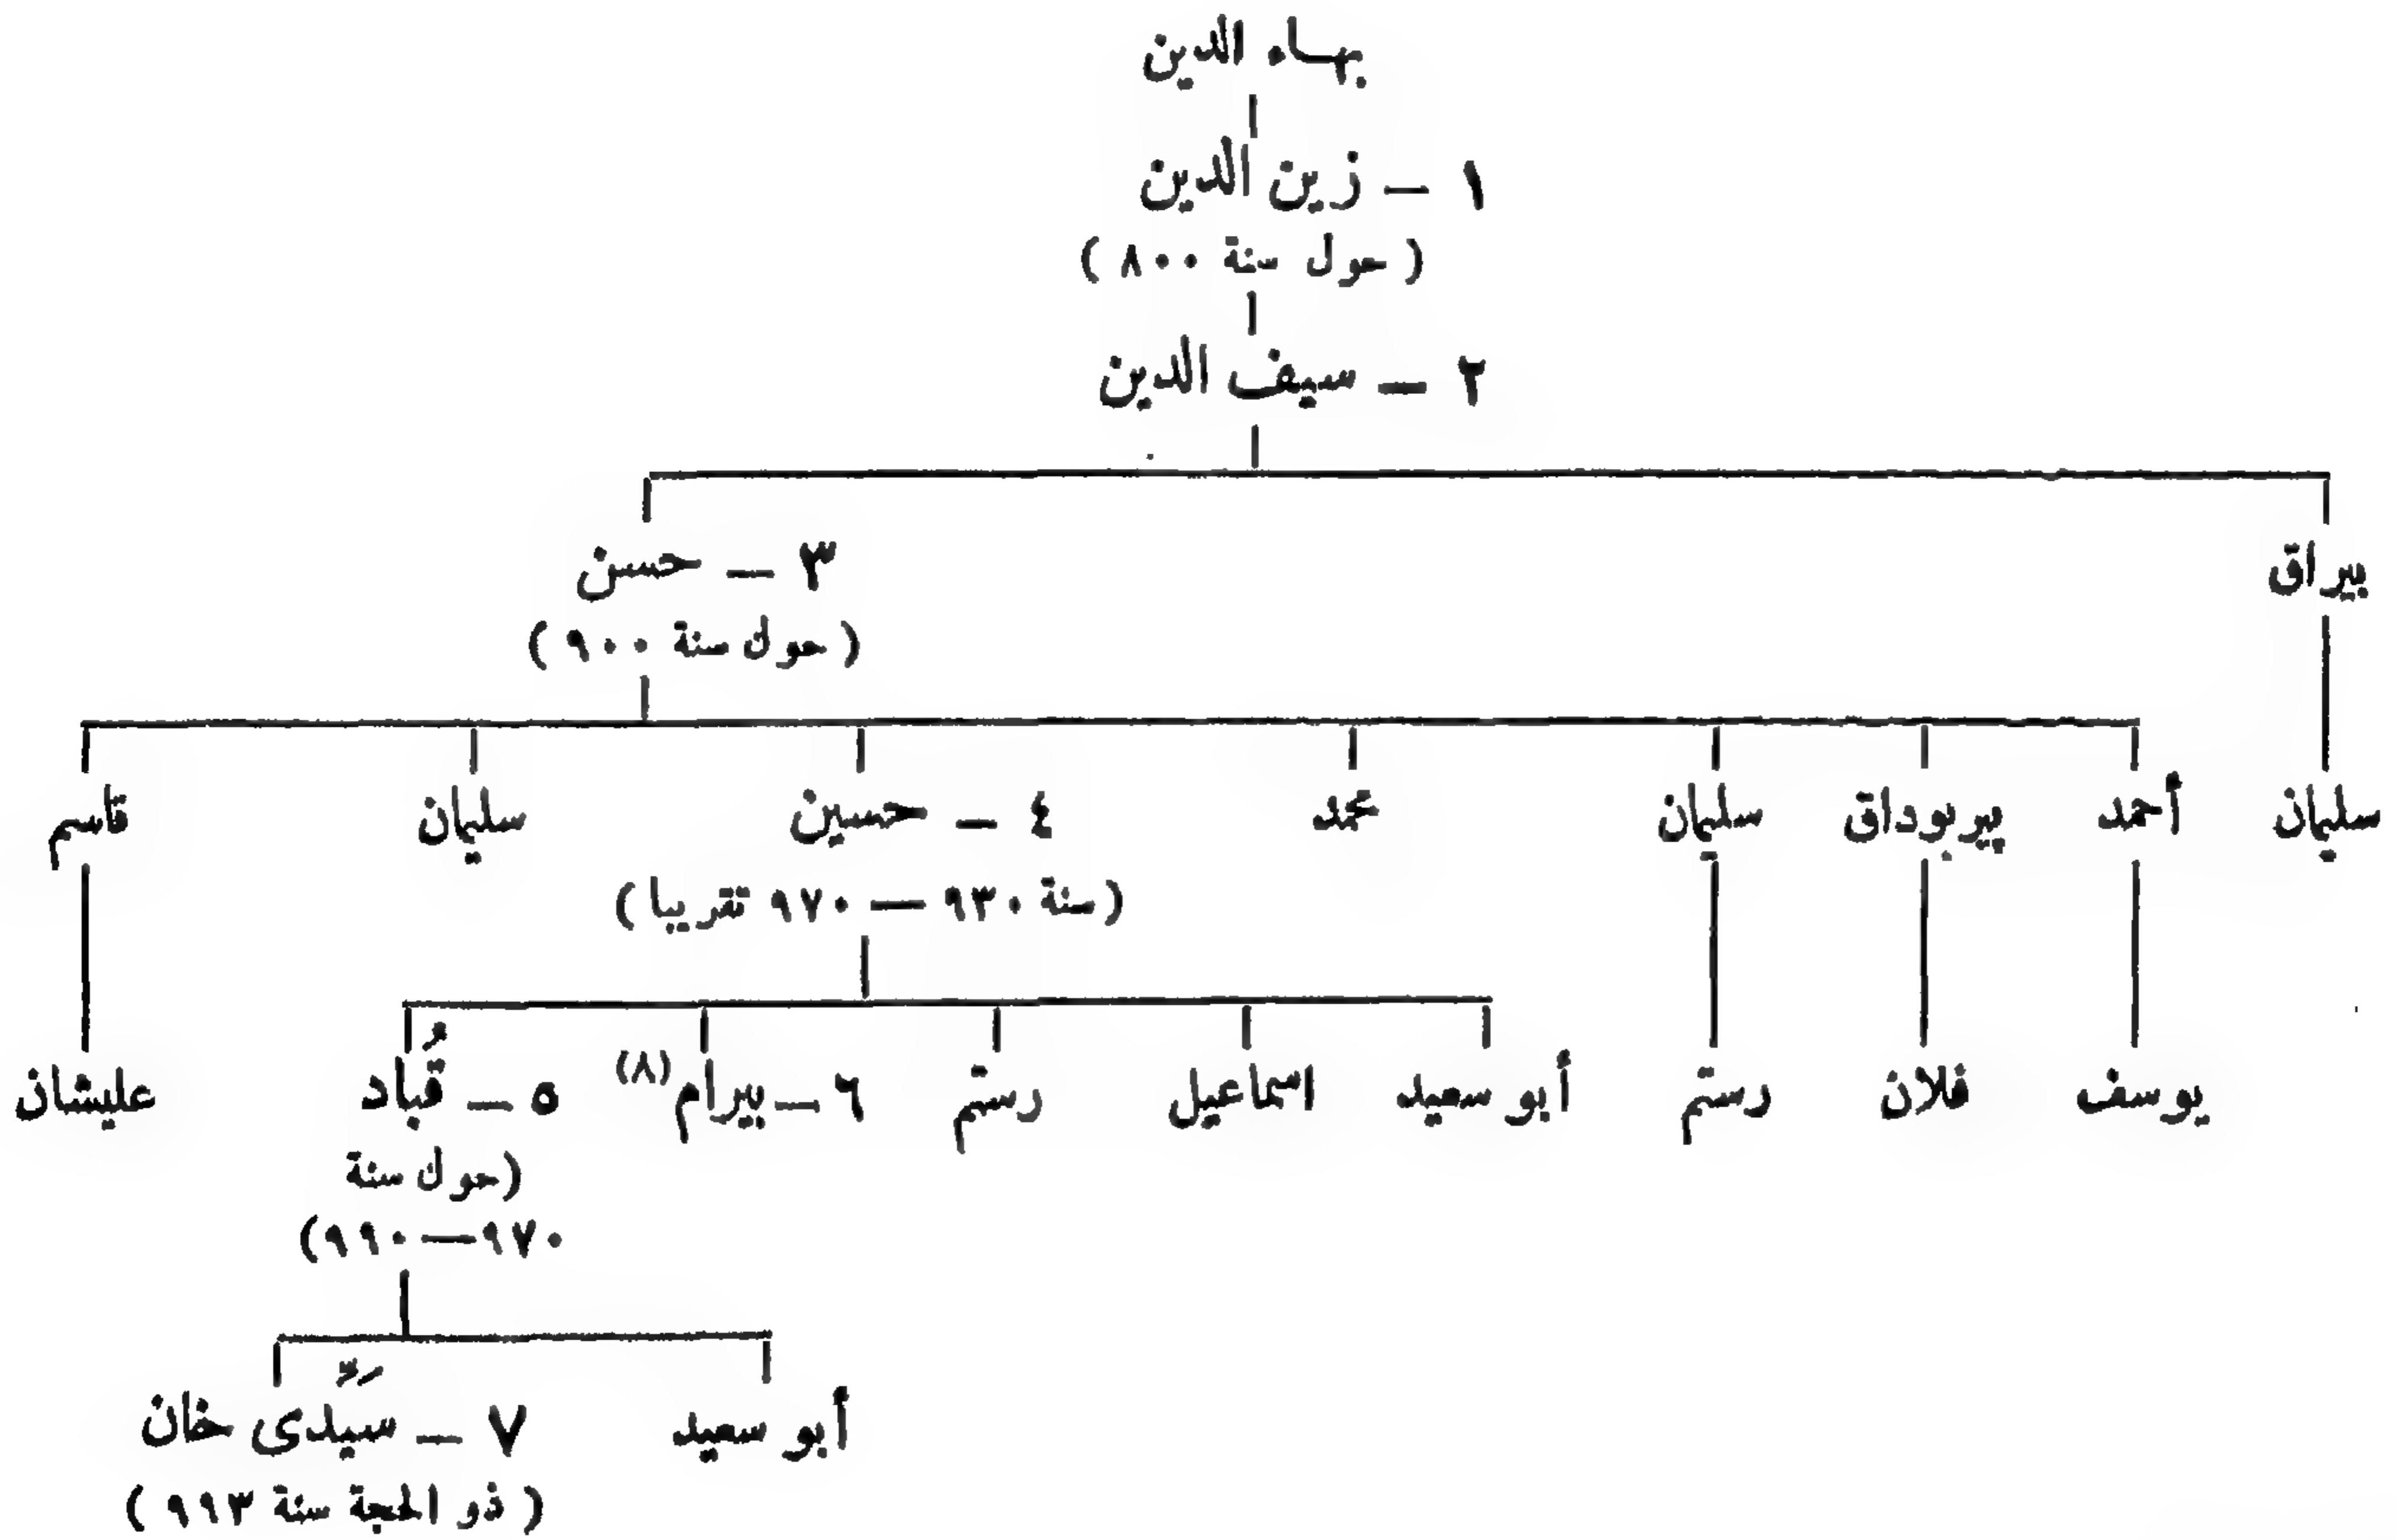 بهاء الدين
١ – زين الدين
( حول سنة ٨٠٠ )
٢ – سيف الدين
بيراق
٣ – حسن
(حول سنة ٩٠٠)
سليمان
أحمد
پيربوداق
سليمان
محمد
٤ – حسين
سليمان
قاسم
(سنة ٩٣٠ – ٩٧٠ تقريبا)
يوسف
فلان
رستم
أبو سعيد
اسماعيل
رستم
٦ – بيرام (٨)
٥ – قُباد
عليشان
(حول سنة
٩٧٠ – ٩٩٠)
أبو سعيد
٧ – سَيِّدى خان
( ذو الحجة سنة ٩٩٣ )